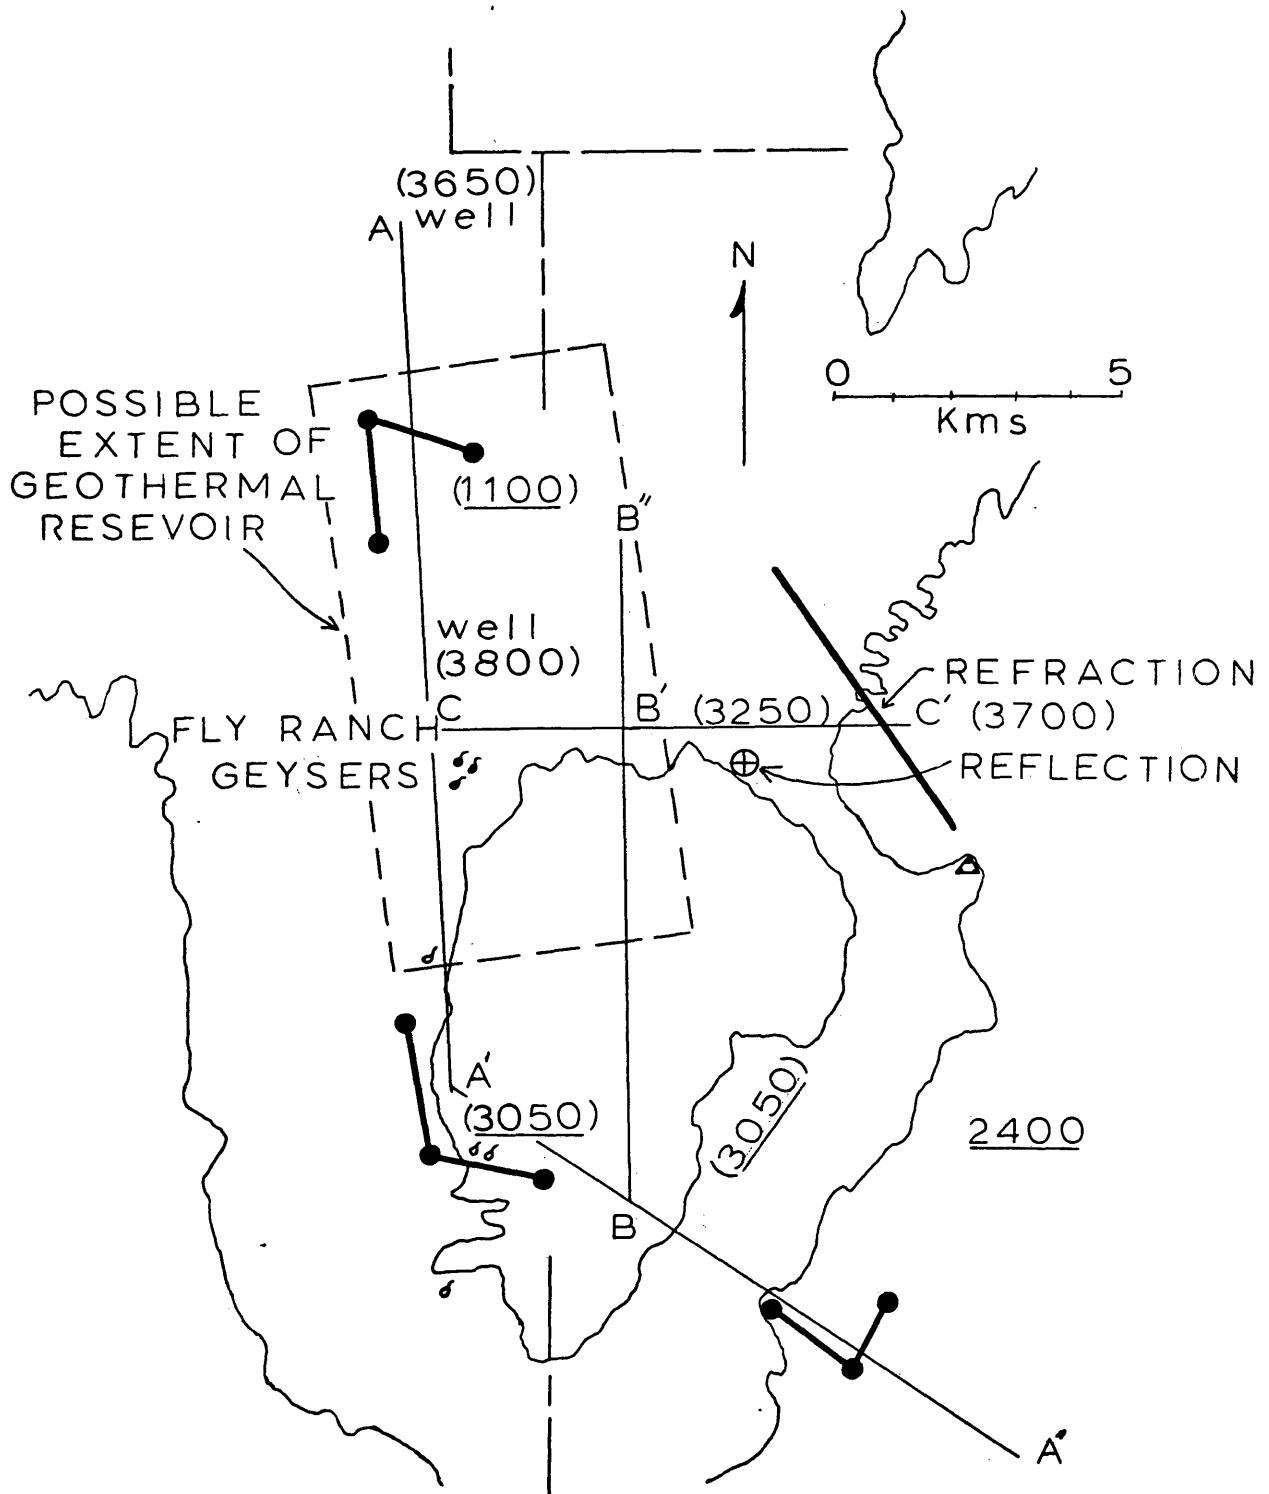 (3650)
well
A
N
0 5
Kms
POSSIBLE
EXTENT OF
GEOTHERMAL
RESEVOIR
(1100)
B"
well
(3800)
REFRACTION
C
B'
(3250)
C' (3700)
FLY RANCH
GEYSERS
REFLECTION
A'
(3050)
(3050)
2400
B
A"